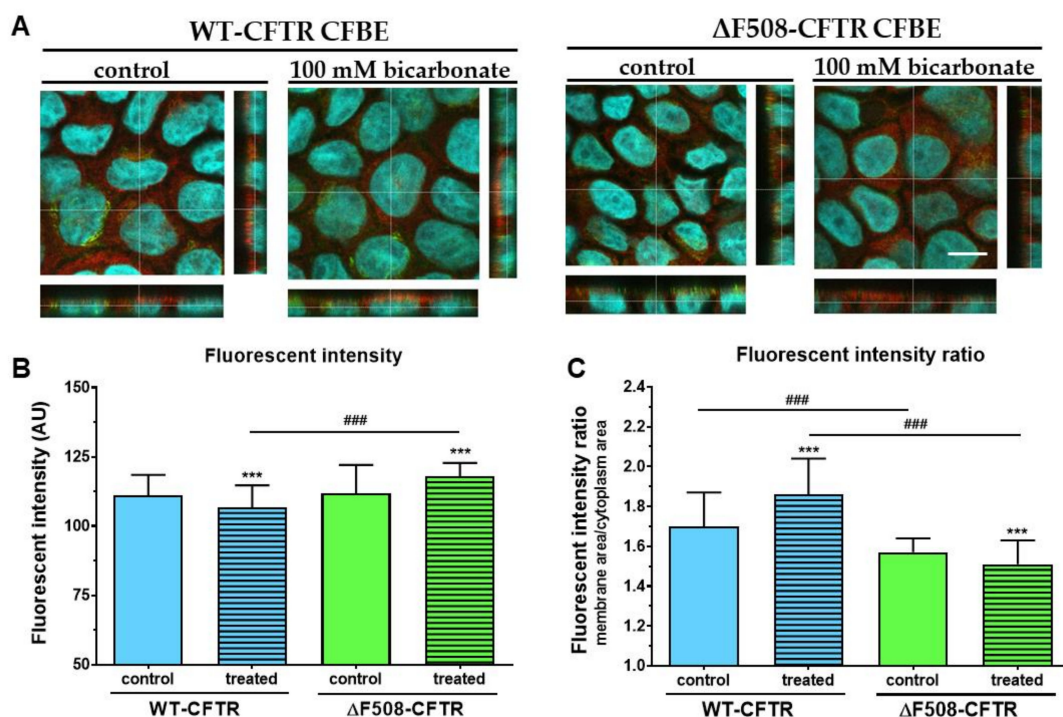 A
WT-CFTR CFBE
ΔF508-CFTR CFBE
control
100 mM bicarbonate
control
100 mM bicarbonate
B
Fluorescent intensity
Fluorescent intensity (AU)
150
125
100
75
50
###
***
***
control
treated
control
treated
WT-CFTR
ΔF508-CFTR
C
Fluorescent intensity ratio
Fluorescent intensity ratio
membrane area/cytoplasm area
2.4
2.2
2.0
1.8
1.6
1.4
1.2
1.0
###
###
***
***
control
treated
control
treated
WT-CFTR
ΔF508-CFTR